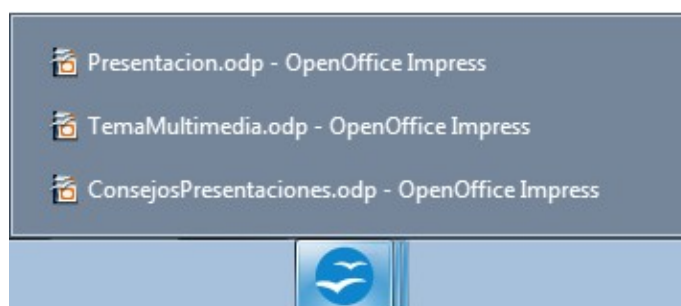 Presentacion.odp - OpenOffice Impress
TemaMultimedia.odp - OpenOffice Impress
ConsejosPresentaciones.odp - OpenOffice Impress